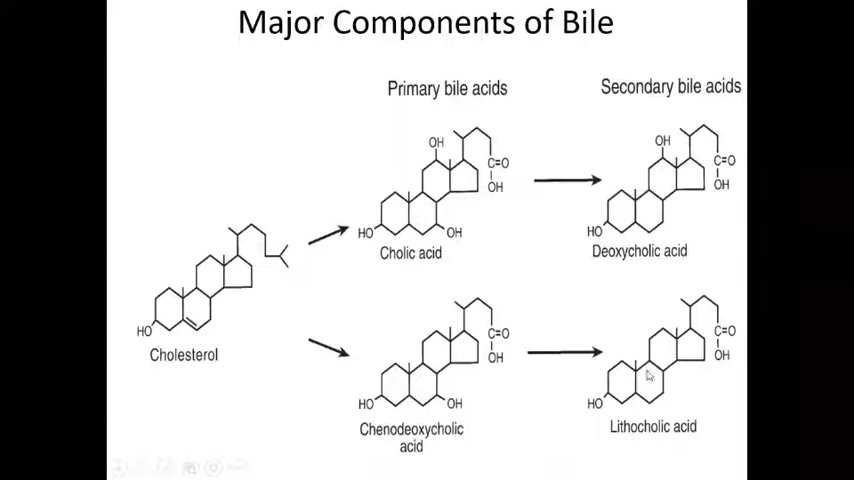 Major Components of Bile
Primary bile acids
Secondary bile acids
OH
C=O
OH
HO
OH
Cholic acid
OH
C=O
OH
HO
Deoxycholic acid
HO
Cholesterol
C=O
OH
HO
OH
Chenodeoxycholic
acid
C=O
OH
HO
Lithocholic acid